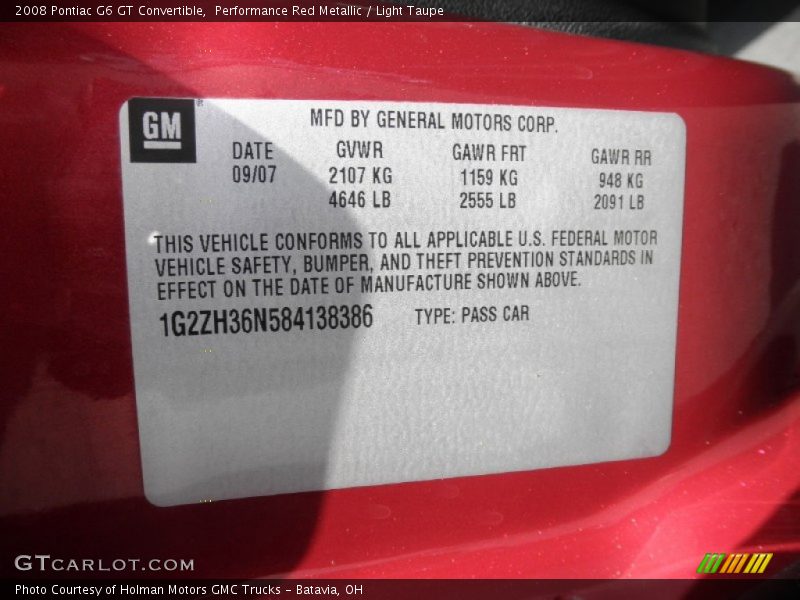 2008 Pontiac G6 GT Convertible,  Performance Red Metallic / Light Taupe
GM
MFD BY GENERAL MOTORS CORP.
DATE GVWR GAWR FRT GAWR RR
09/07 2107 KG 1159 KG 948 KG
4646 LB 2555 LB 2091 LB
THIS VEHICLE CONFORMS TO ALL APPLICABLE U.S. FEDERAL MOTOR
VEHICLE SAFETY, BUMPER, AND THEFT PREVENTION STANDARDS IN
EFFECT ON THE DATE OF MANUFACTURE SHOWN ABOVE.
1G2ZH36N584138386 TYPE: PASS CAR
GTCARLOT.COM
Photo Courtesy of Holman Motors GMC Trucks – Batavia, OH